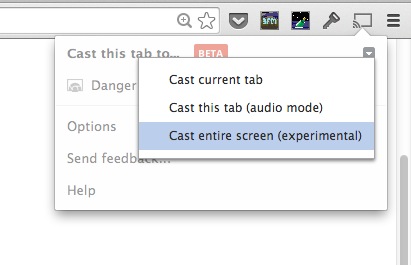 Cast this tab to... BETA
Danger
Cast current tab
Cast this tab (audio mode)
Cast entire screen (experimental)
Options
Send feedback...
Help